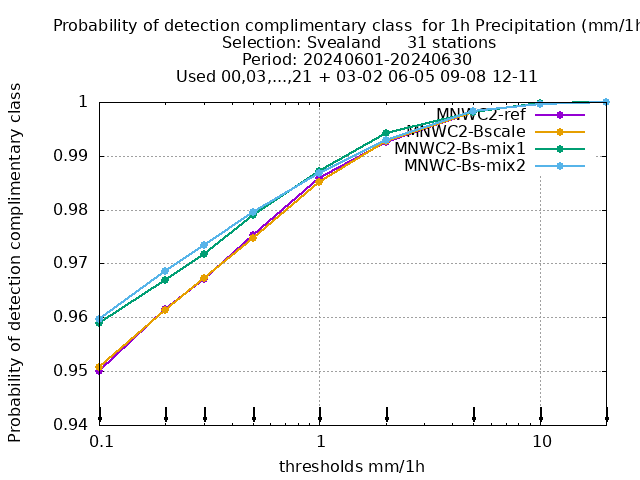 Probability of detection complimentary class  for 1h Precipitation (mm/1h
Selection: Svealand     31 stations
Period: 20240601-20240630
Used 00,03,...,21 + 03-02 06-05 09-08 12-11
Probability of detection complimentary class
1
0.99
0.98
0.97
0.96
0.95
0.94
MNWC2-ref
MNWC2-Bscale
MNWC2-Bs-mix1
MNWC-Bs-mix2
0.1 1 10
thresholds mm/1h